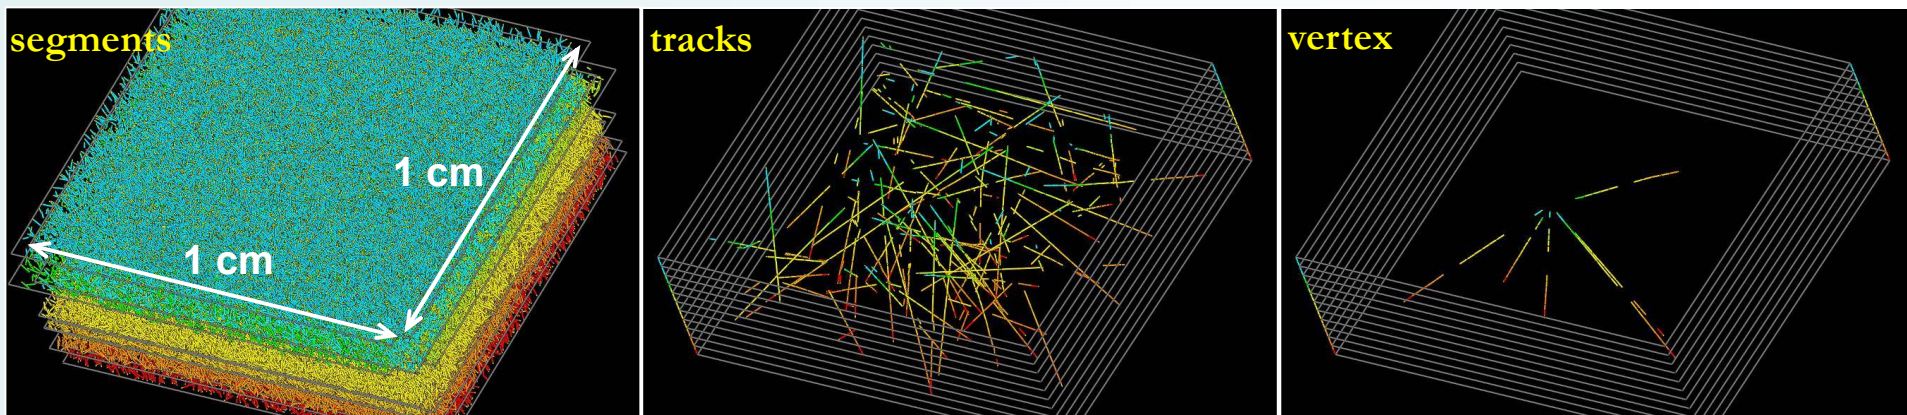 segments
tracks
vertex
1 cm
1 cm